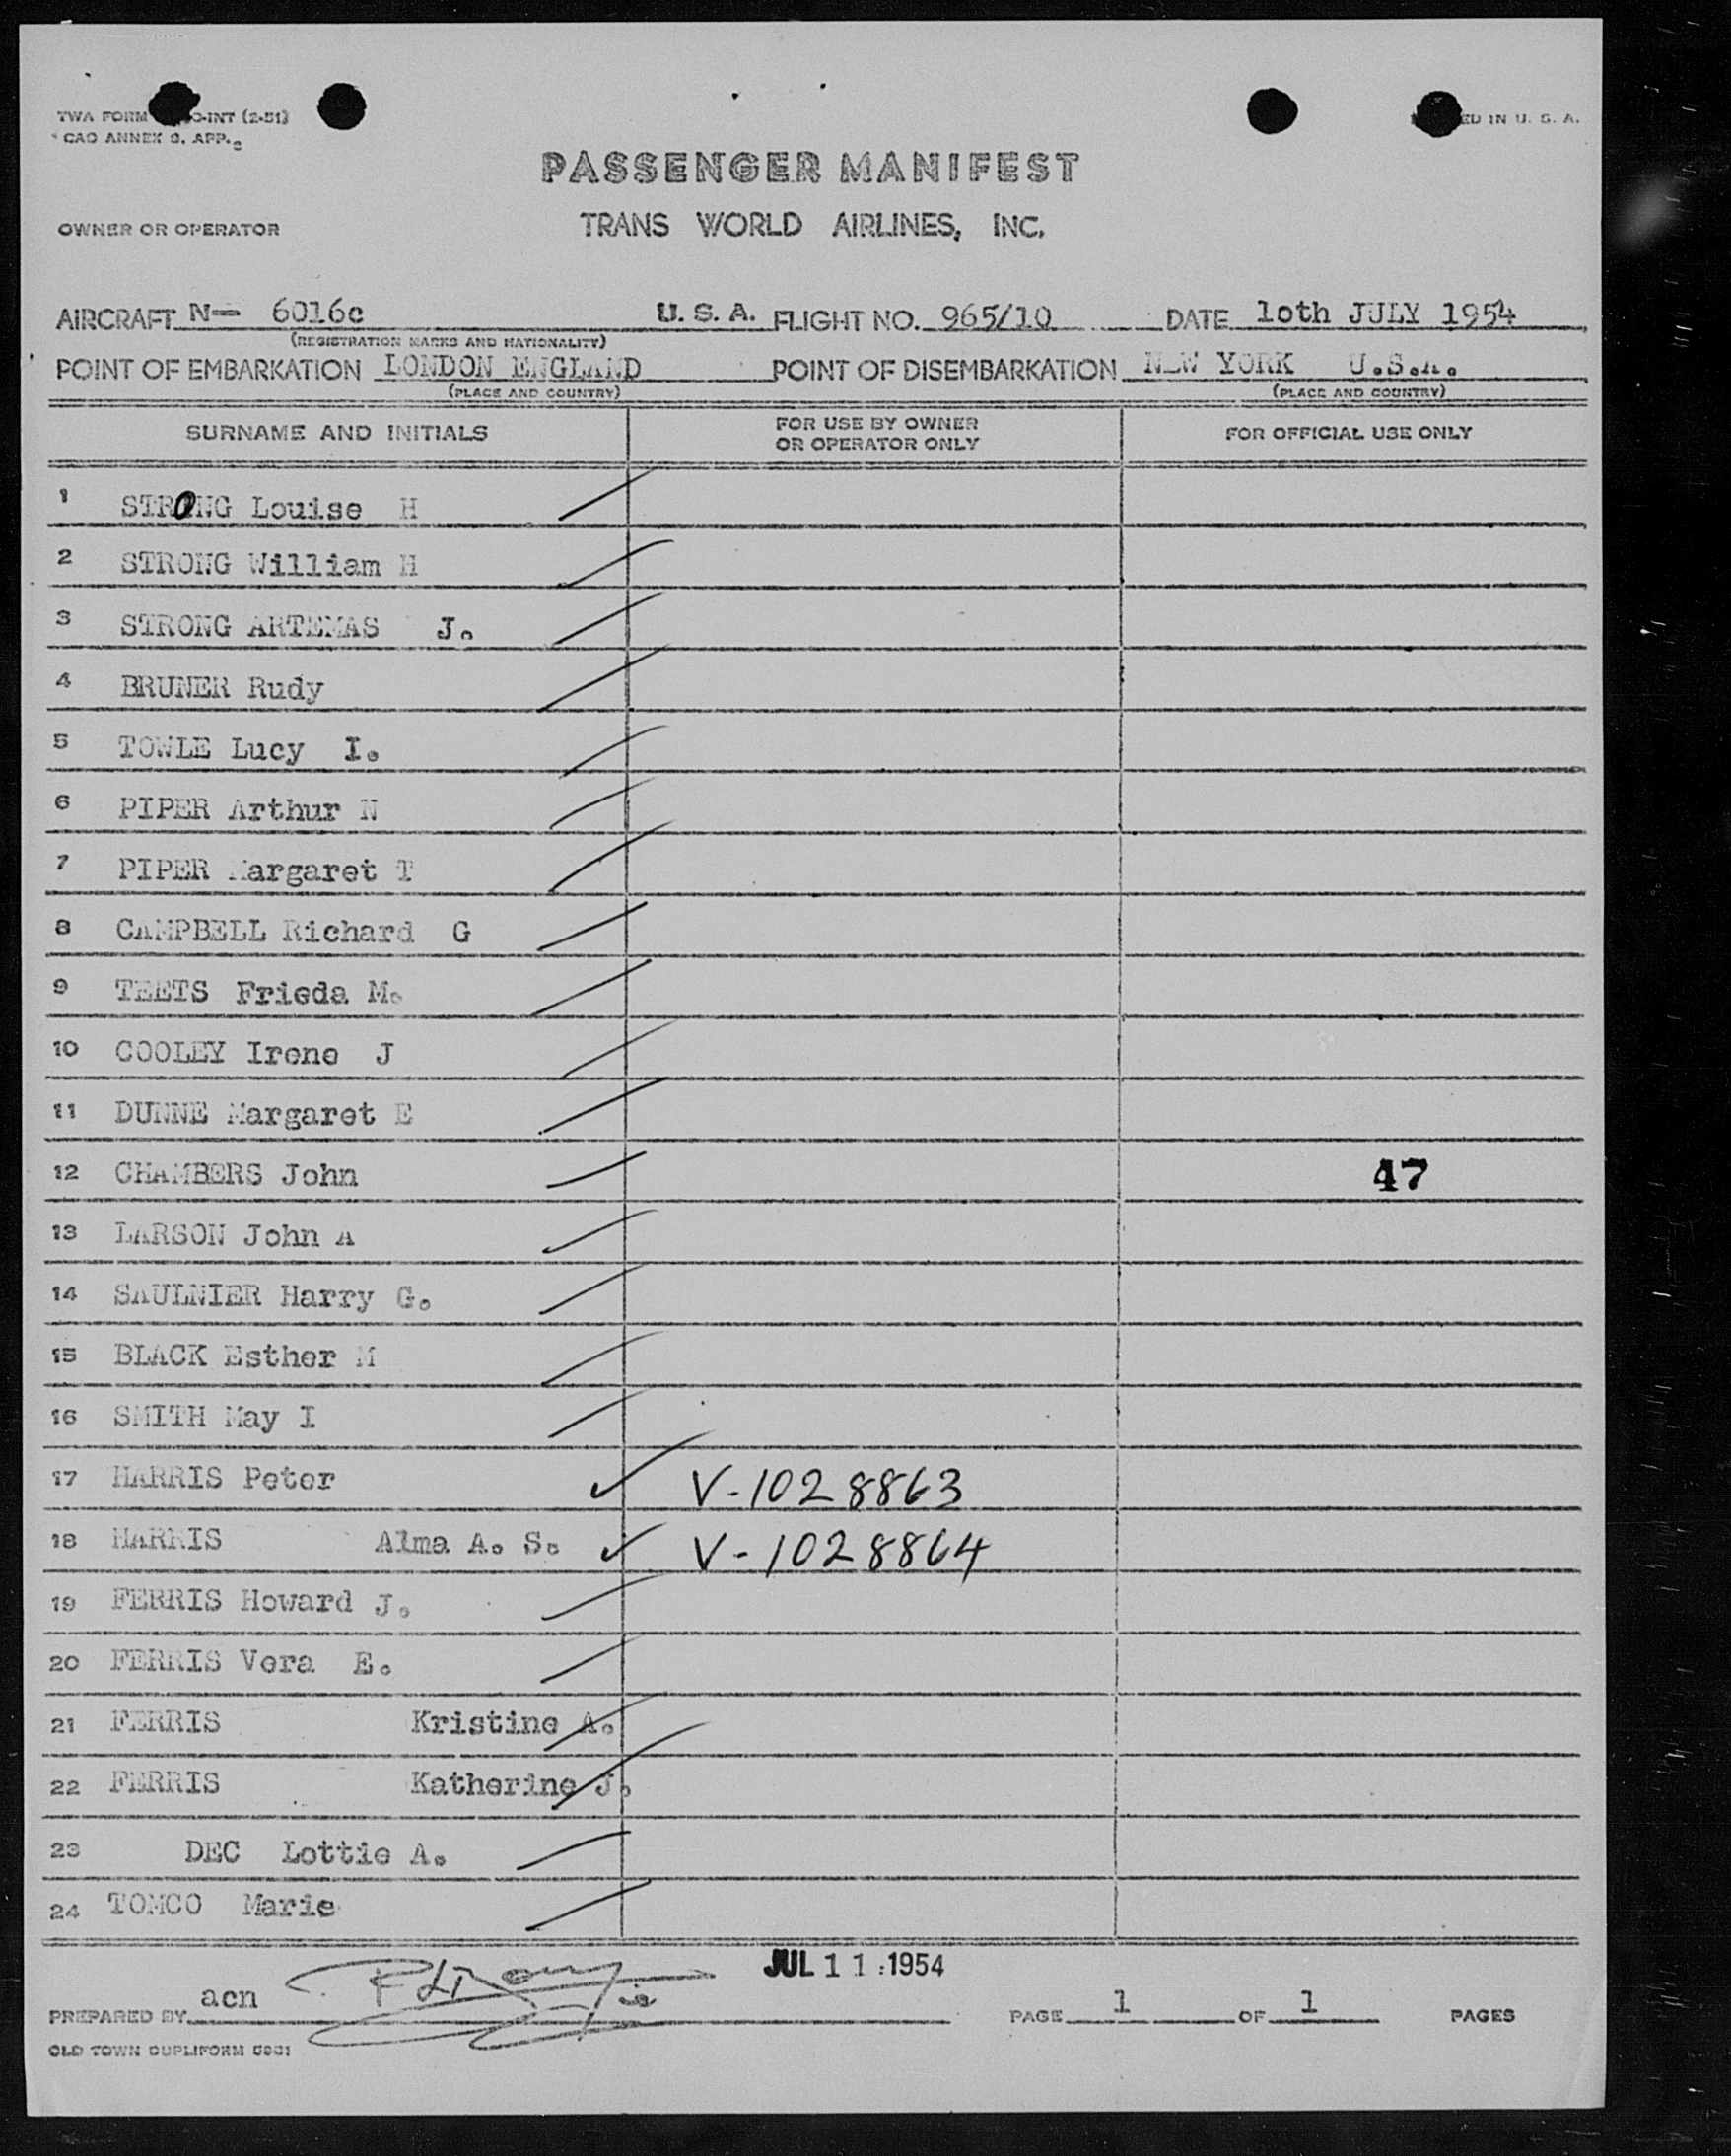 TWA FORM O-INT (2-51)
CAO ANNEX 9, APP.
ED IN U. S. A.
PASSENGER MANIFEST
OWNER OR OPERATOR TRANS WORLD AIRLINES, INC.
AIRCRAFT N- 6016c U. S. A. FLIGHT NO. 965/10 DATE 1oth JULY 1954
(REGISTRATION MARKS AND NATIONALITY)
POINT OF EMBARKATION LONDON ENGLAND POINT OF DISEMBARKATION NEW YORK U.S.A.
(PLACE AND COUNTRY) (PLACE AND COUNTRY)
SURNAME AND INITIALS FOR USE BY OWNER OR OPERATOR ONLY FOR OFFICIAL USE ONLY
1 STRONG Louise H
2 STRONG William H
3 STRONG ARTEMAS J.
4 BRUNER Rudy
5 TOWLE Lucy I.
6 PIPER Arthur N
7 PIPER Margaret T
8 CAMPBELL Richard G
9 TEETS Frieda M.
10 COOLEY Irene J
11 DUNNE Margaret E
12 CHAMBERS John 47
13 LARSON John A
14 SAULNIER Harry G.
15 BLACK Esther M
16 SMITH May I
17 HARRIS Peter V-1028863
18 HARRIS Alma A. S. V-1028864
19 FERRIS Howard J.
20 FERRIS Vera E.
21 FERRIS Kristine A.
22 FERRIS Katherine J.
23 DEC Lottie A.
24 TOMCO Marie
JUL 11 1954
PREPARED BY acn PAGE 1 OF 1 PAGES
OLD TOWN DUPLIFORM